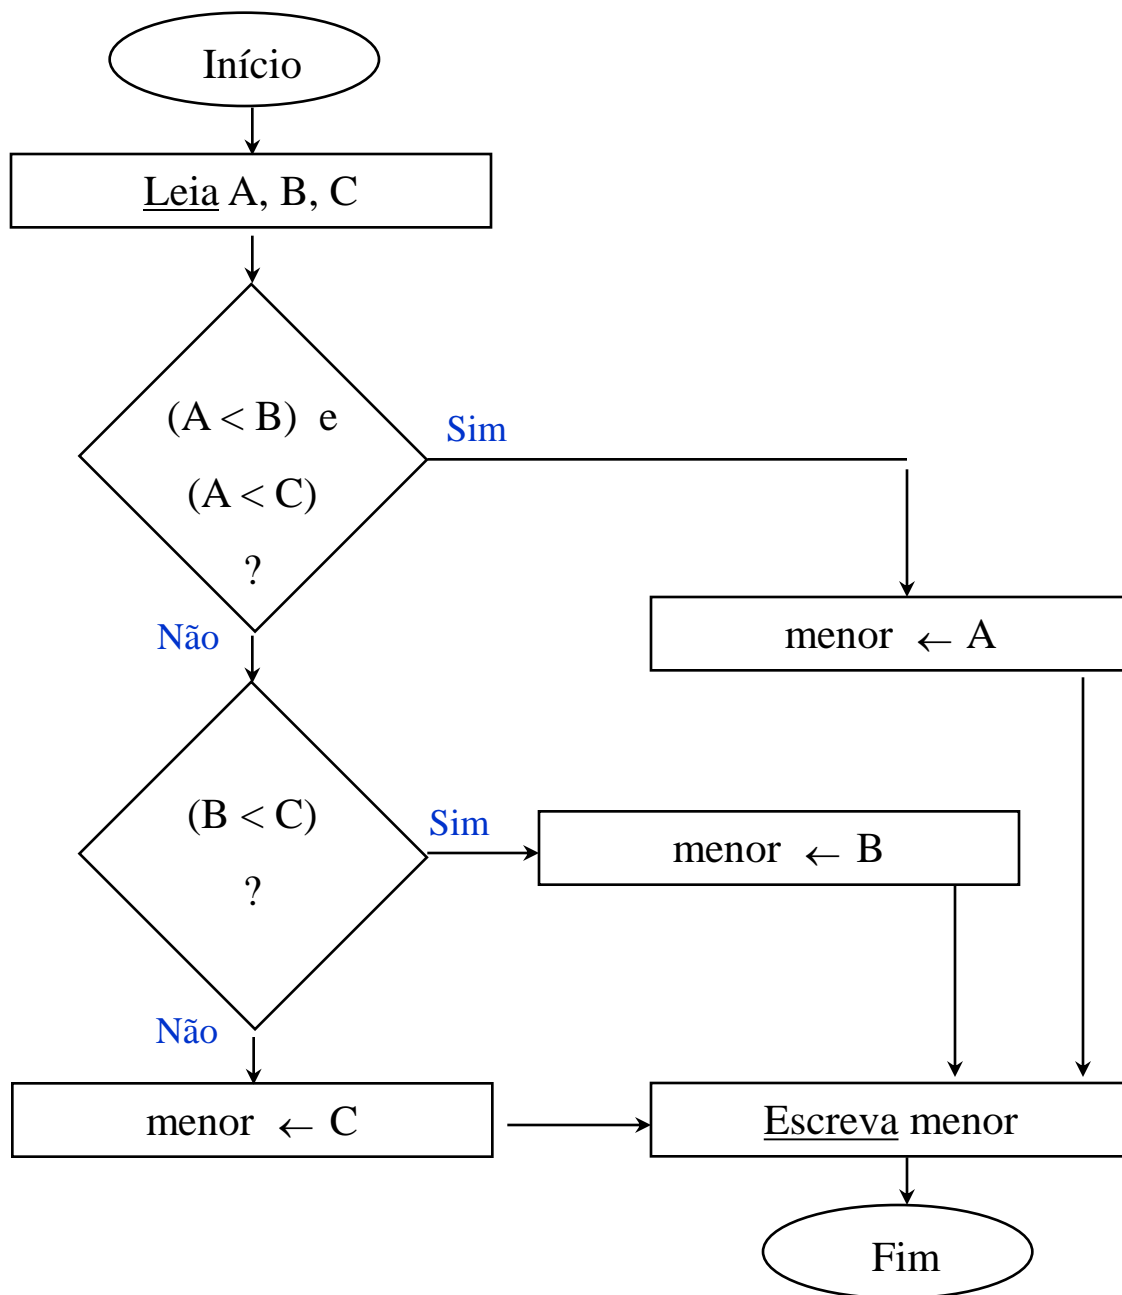 Início
Leia A, B, C
(A < B) e
(A < C)
?
Sim
Não
menor ← A
(B < C)
?
Sim
menor ← B
Não
menor ← C
Escreva menor
Fim